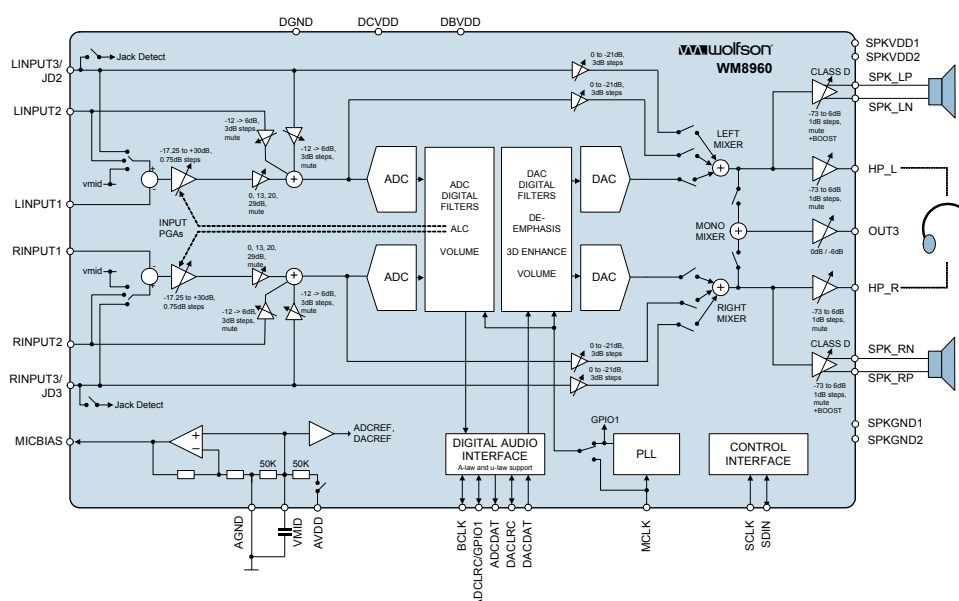 DGND
DCVDD
DBVDD
wolfson
WM8960
LINPUT3/
JD2
Jack Detect
0 to -21dB,
3dB steps
SPKVDD1
SPKVDD2
CLASS D
SPK_LP
SPK_LN
LINPUT2
-12 -> 6dB,
3dB steps,
mute
-12 -> 6dB,
3dB steps,
mute
0 to -21dB,
3dB steps
-73 to 6dB
1dB steps,
mute
+BOOST
LEFT
MIXER
-17.25 to +30dB,
0.75dB steps
+
-
vmid
LINPUT1
0, 13, 20,
29dB,
mute
+
ADC
ADC
DIGITAL
FILTERS
ALC
VOLUME
DAC
DIGITAL
FILTERS
DE-
EMPHASIS
3D ENHANCE
VOLUME
DAC
+
HP_L
-73 to 6dB
1dB steps,
mute
INPUT
PGAs
MONO
MIXER
+
OUT3
0dB / -6dB
RINPUT1
vmid
+
-
-17.25 to +30dB,
0.75dB steps
0, 13, 20,
29dB,
mute
+
ADC
DAC
+
HP_R
-73 to 6dB
1dB steps,
mute
RIGHT
MIXER
-12 -> 6dB,
3dB steps,
mute
-12 -> 6dB,
3dB steps,
mute
RINPUT2
0 to -21dB,
3dB steps
0 to -21dB,
3dB steps
CLASS D
SPK_RN
SPK_RP
-73 to 6dB
1dB steps,
mute
+BOOST
RINPUT3/
JD3
Jack Detect
MICBIAS
+
-
ADCREF,
DACREF
50K
50K
DIGITAL AUDIO
INTERFACE
A-law and u-law support
GPIO1
PLL
CONTROL
INTERFACE
SPKGND1
SPKGND2
AGND
VMID
AVDD
BCLK
ADCLRC/GPIO1
ADCDAT
DACLRC
DACDAT
MCLK
SCLK
SDIN